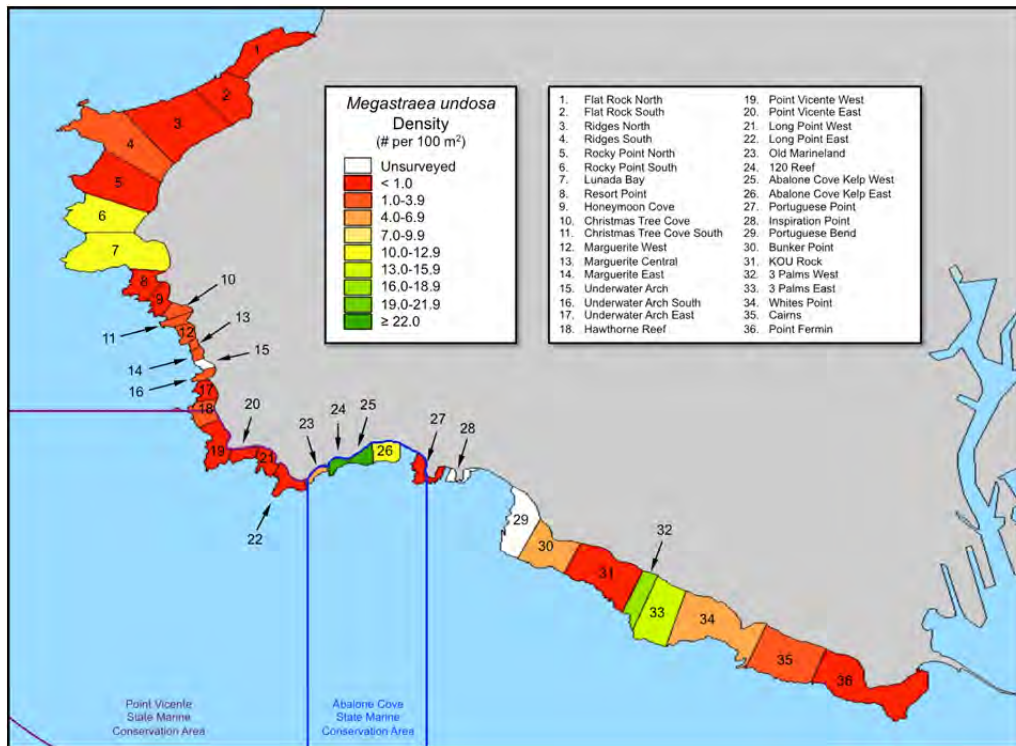 Megastraea undosa
Density
(# per 100 m²)
Unsurveyed
< 1.0
1.0-3.9
4.0-6.9
7.0-9.9
10.0-12.9
13.0-15.9
16.0-18.9
19.0-21.9
≥ 22.0
1. Flat Rock North
2. Flat Rock South
3. Ridges North
4. Ridges South
5. Rocky Point North
6. Rocky Point South
7. Lunada Bay
8. Resort Point
9. Honeymoon Cove
10. Christmas Tree Cove
11. Christmas Tree Cove South
12. Marguerite West
13. Marguerite Central
14. Marguerite East
15. Underwater Arch
16. Underwater Arch South
17. Underwater Arch East
18. Hawthorne Reef
19. Point Vicente West
20. Point Vicente East
21. Long Point West
22. Long Point East
23. Old Marineland
24. 120 Reef
25. Abalone Cove Kelp West
26. Abalone Cove Kelp East
27. Portuguese Point
28. Inspiration Point
29. Portuguese Bend
30. Bunker Point
31. KOU Rock
32. 3 Palms West
33. 3 Palms East
34. Whites Point
35. Cairns
36. Point Fermin
1
2
3
4
5
6
7
8
9
10
11
12
13
14
15
16
17
18
19
20
21
22
23
24
25
26
27
28
29
30
31
32
33
34
35
36
Point Vicente
State Marine
Conservation Area
Abalone Cove
State Marine
Conservation Area